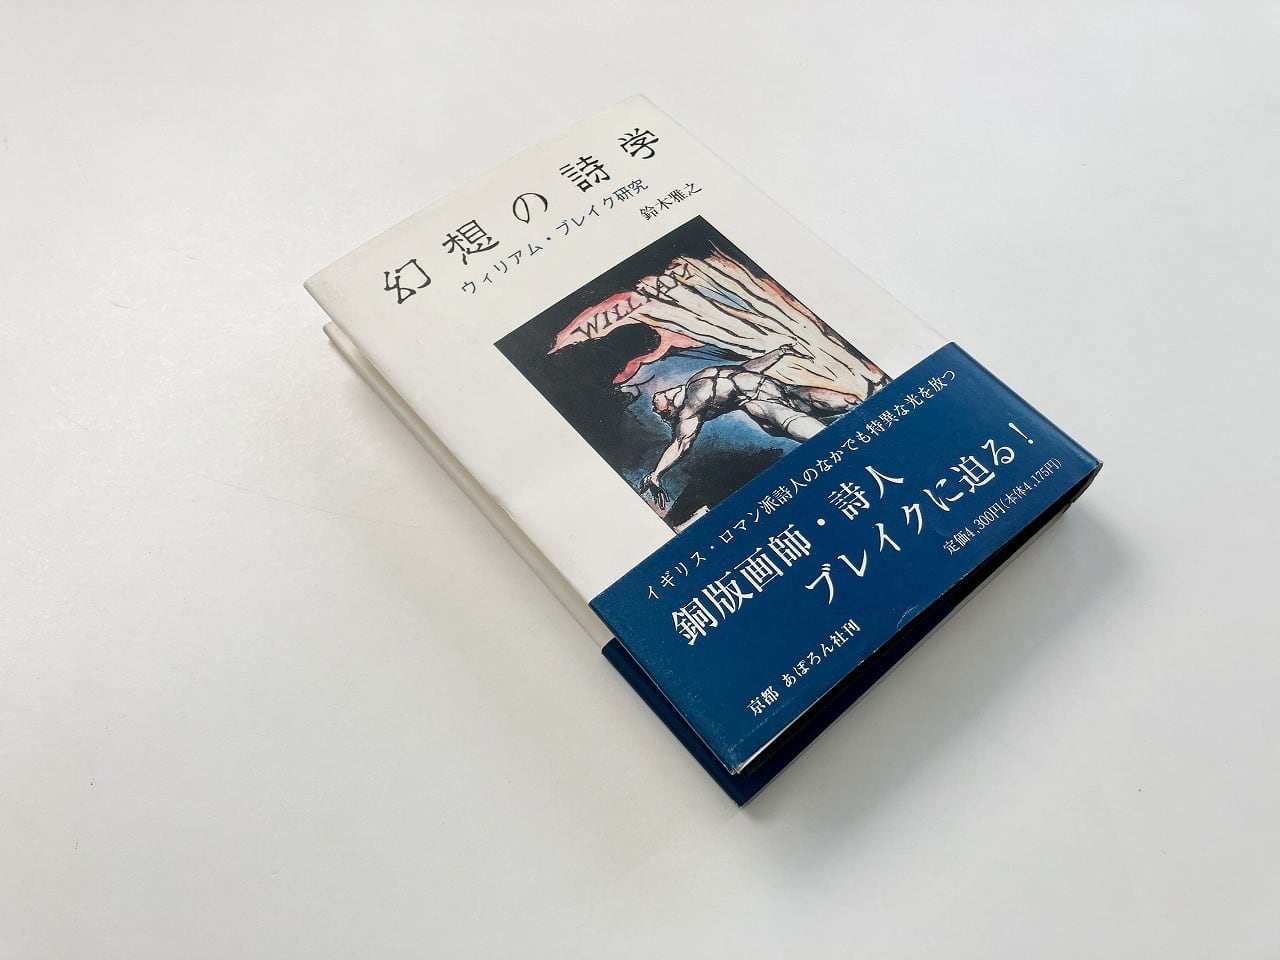 幻想の詩学
ウィリアム・ブレイク研究
鈴木雅之
WILLIAM
イギリス・ロマン派詩人のなかでも特異な光を放つ
銅版画師・詩人
ブレイクに迫る!
定価4,300円(本体4,175円)
京都 あぽろん社刊